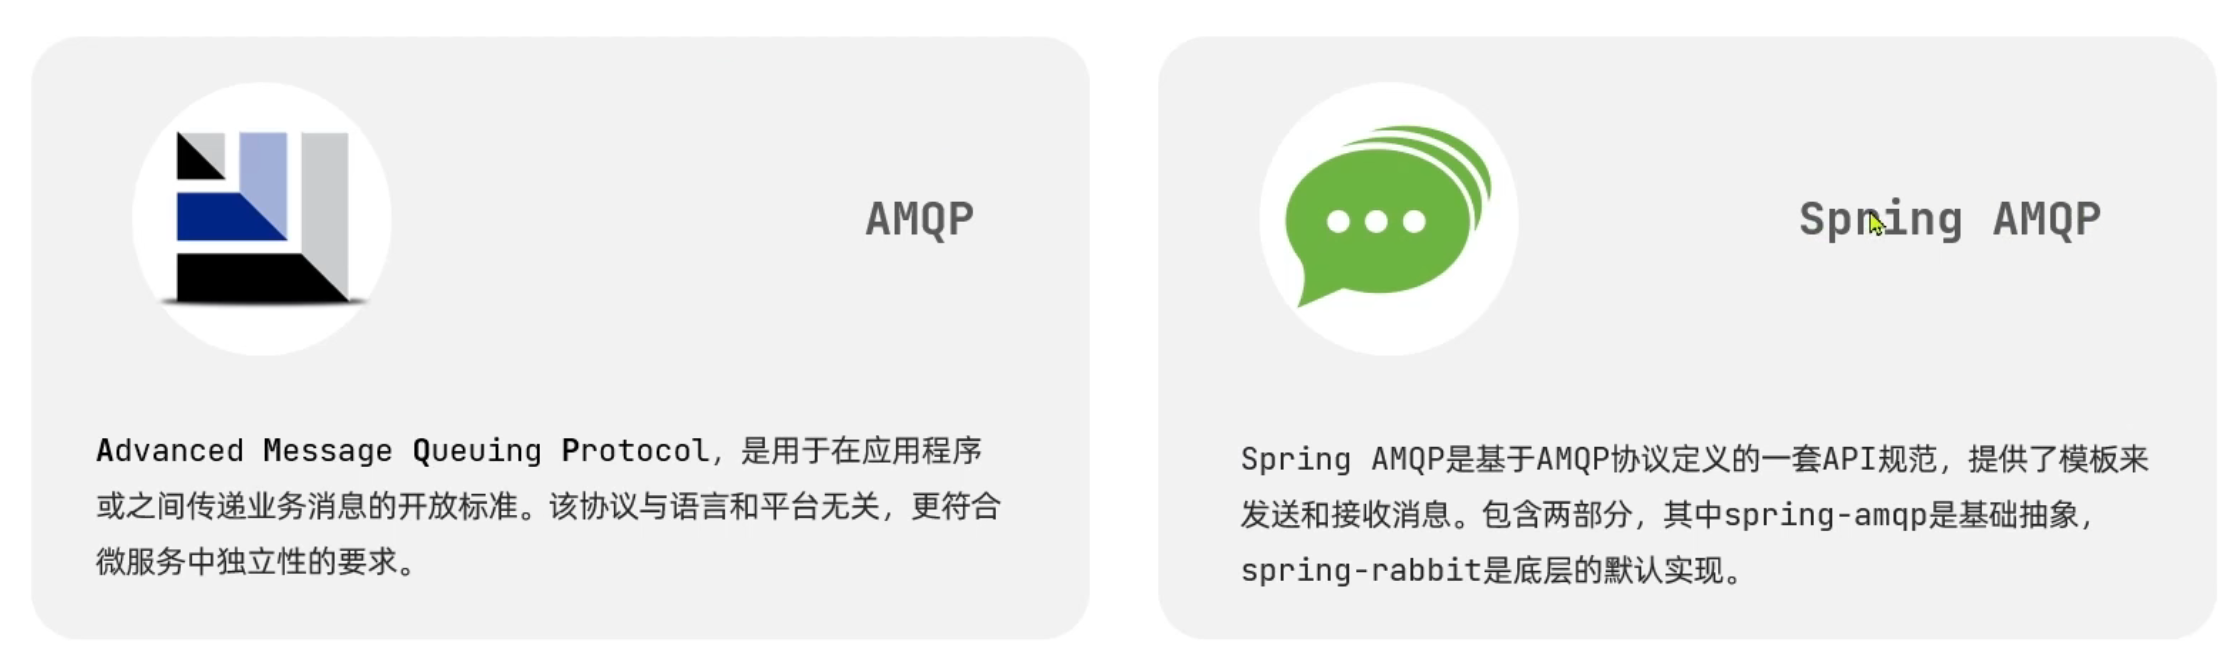 AMQP
Advanced Message Queuing Protocol，是用于在应用程序
或之间传递业务消息的开放标准。该协议与语言和平台无关，更符合
微服务中独立性的要求。
Spring AMQP
Spring AMQP是基于AMQP协议定义的一套API规范，提供了模板来
发送和接收消息。包含两部分，其中spring-amqp是基础抽象，
spring-rabbit是底层的默认实现。